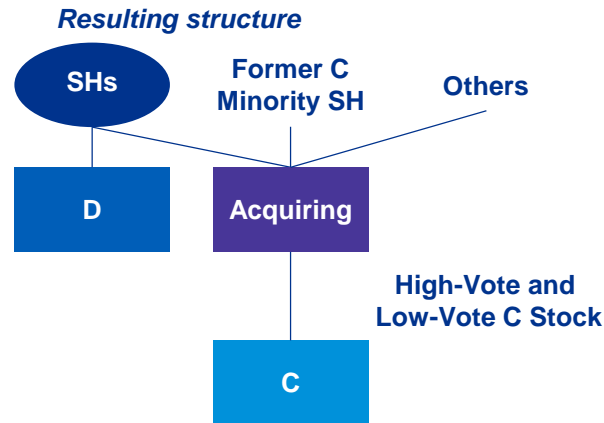 Resulting structure
SHs
Former C
Minority SH
Others
D
Acquiring
High-Vote and
Low-Vote C Stock
C